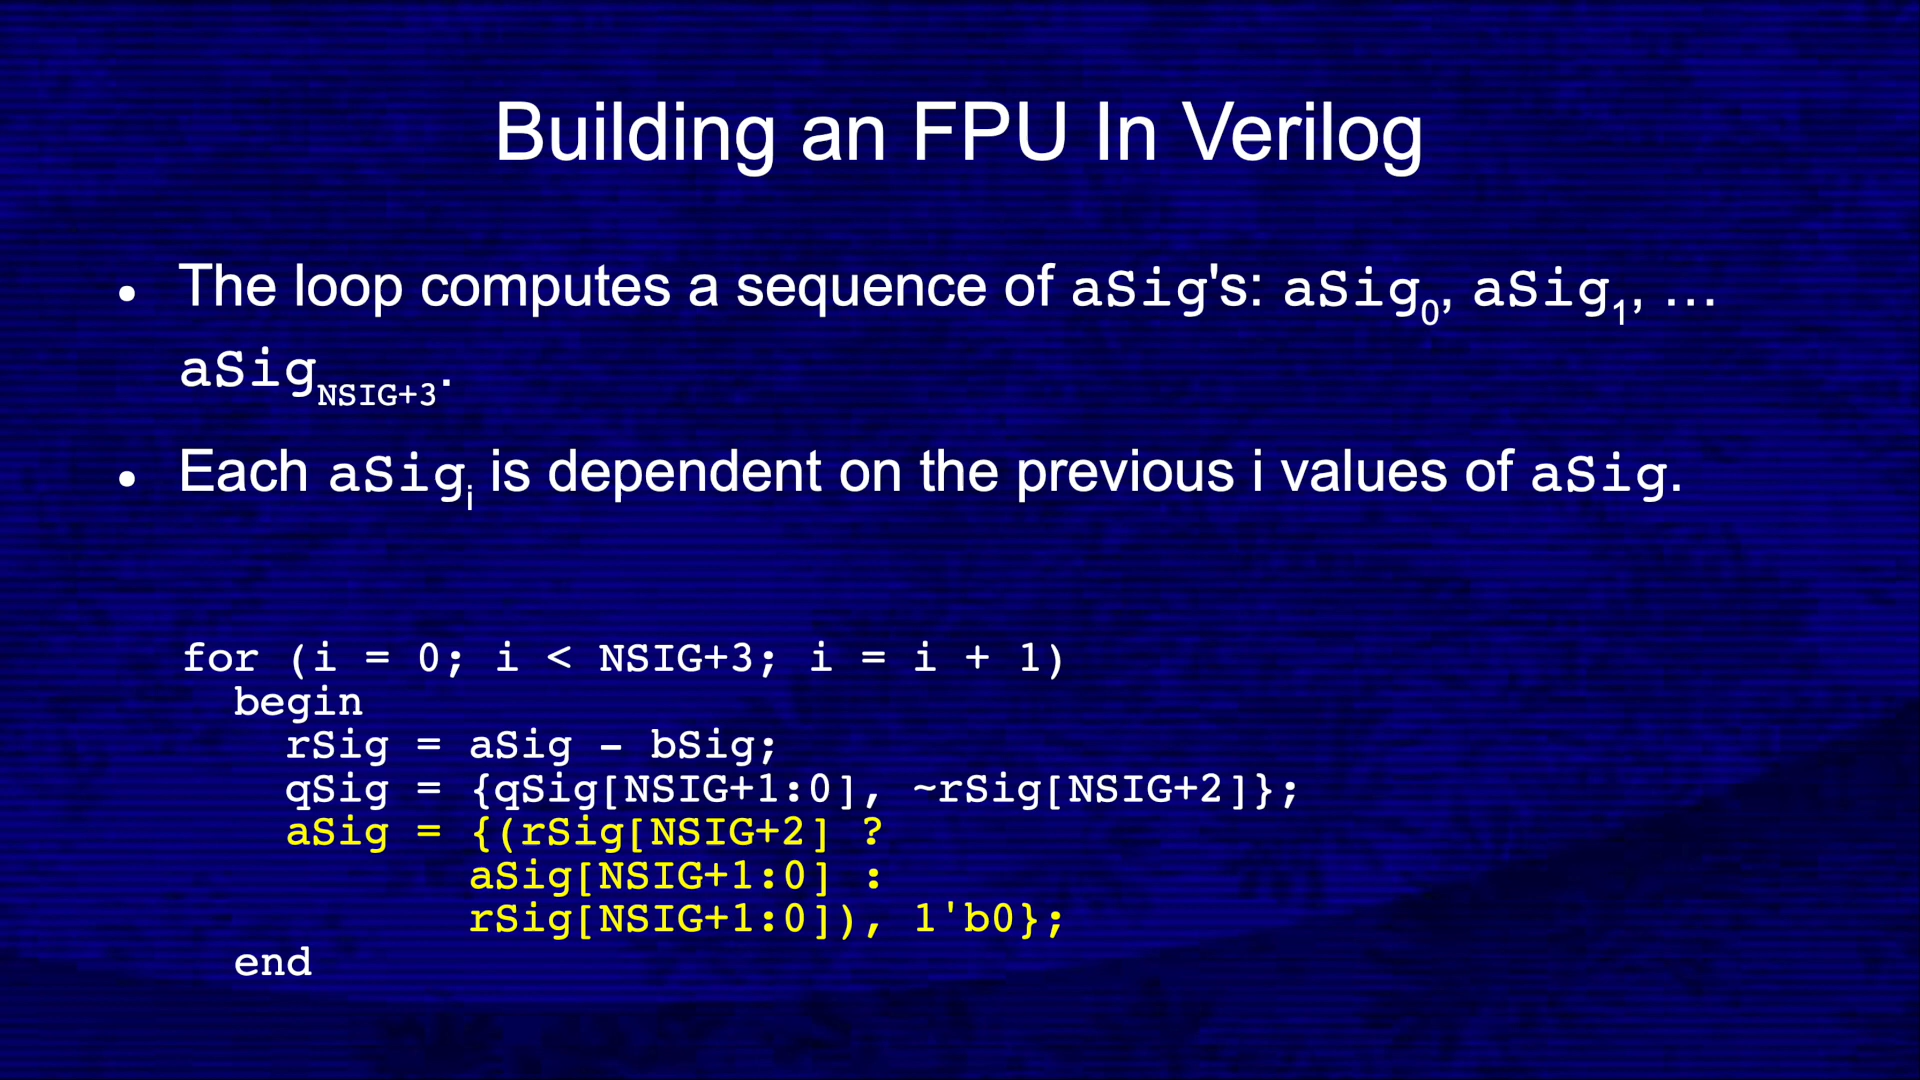 Building an FPU In Verilog
• The loop computes a sequence of aSig's: aSig0, aSig1, …
aSigNSIG+3.
• Each aSigi is dependent on the previous i values of aSig.
for (i = 0; i < NSIG+3; i = i + 1)
begin
rSig = aSig – bSig;
qSig = {qSig[NSIG+1:0], ~rSig[NSIG+2]};
aSig = {(rSig[NSIG+2] ?
aSig[NSIG+1:0] :
rSig[NSIG+1:0]), 1'b0};
end